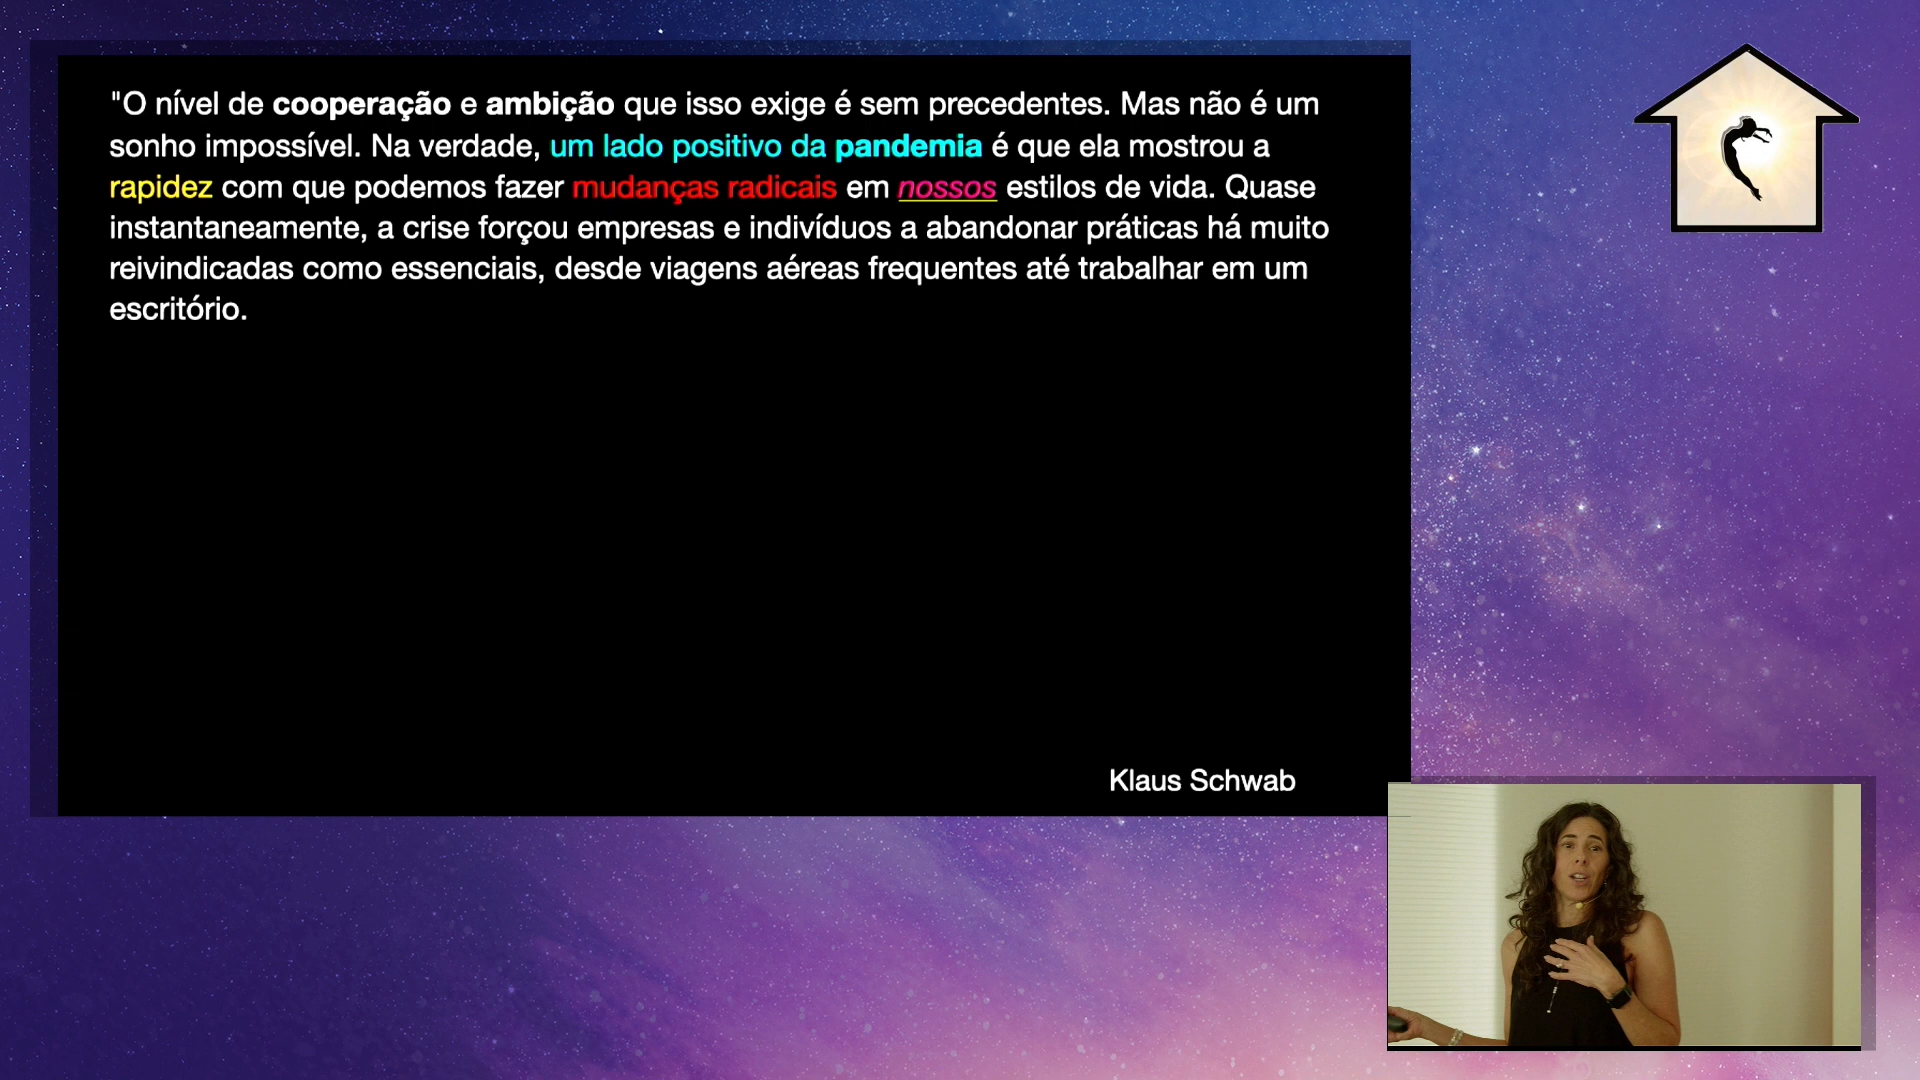 "O nível de cooperação e ambição que isso exige é sem precedentes. Mas não é um
sonho impossível. Na verdade, um lado positivo da pandemia é que ela mostrou a
rapidez com que podemos fazer mudanças radicais em nossos estilos de vida. Quase
instantaneamente, a crise forçou empresas e indivíduos a abandonar práticas há muito
reivindicadas como essenciais, desde viagens aéreas frequentes até trabalhar em um
escritório.
Klaus Schwab